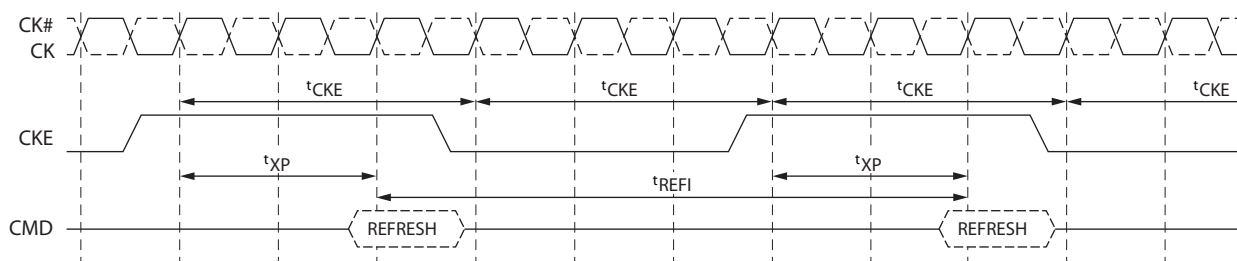 CK#
CK
tCKE tCKE tCKE tCKE
CKE
tXP tXP
tREFI
CMD REFRESH REFRESH